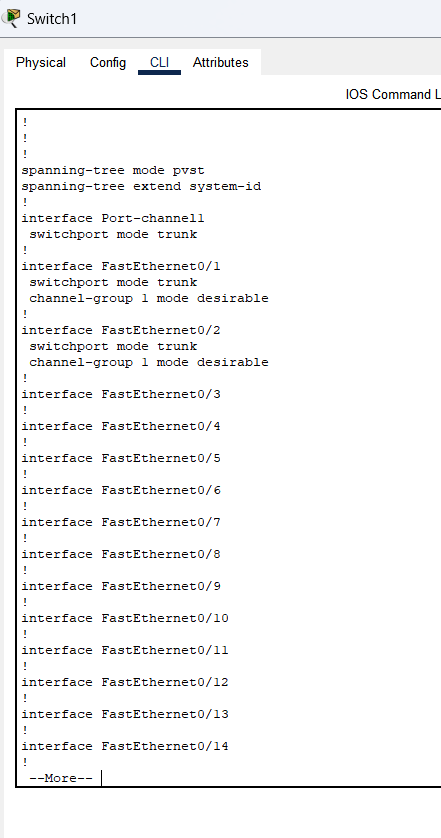 Switch1
Physical Config CLI Attributes
IOS Command L
!
!
!
spanning-tree mode pvst
spanning-tree extend system-id
!
interface Port-channel1
switchport mode trunk
!
interface FastEthernet0/1
switchport mode trunk
channel-group 1 mode desirable
!
interface FastEthernet0/2
switchport mode trunk
channel-group 1 mode desirable
!
interface FastEthernet0/3
!
interface FastEthernet0/4
!
interface FastEthernet0/5
!
interface FastEthernet0/6
!
interface FastEthernet0/7
!
interface FastEthernet0/8
!
interface FastEthernet0/9
!
interface FastEthernet0/10
!
interface FastEthernet0/11
!
interface FastEthernet0/12
!
interface FastEthernet0/13
!
interface FastEthernet0/14
!
--More--